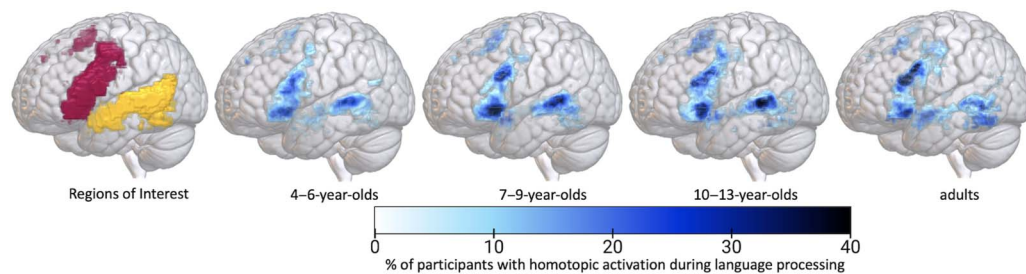 Regions of Interest
4–6-year-olds
7–9-year-olds
10–13-year-olds
adults
0 10 20 30 40
% of participants with homotopic activation during language processing